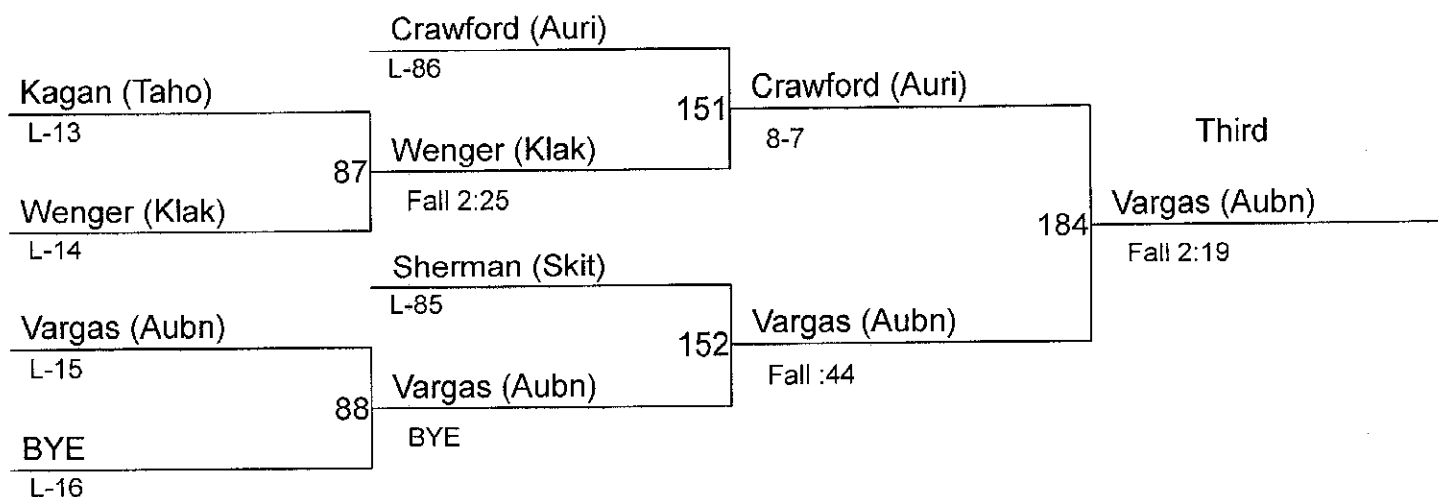 Crawford (Auri)
L-86
Kagan (Taho)
L-13
151
Crawford (Auri)
8-7
Third
87
Wenger (Klak)
Fall 2:25
Wenger (Klak)
L-14
184
Vargas (Aubn)
Fall 2:19
Sherman (Skit)
L-85
Vargas (Aubn)
L-15
152
Vargas (Aubn)
Fall :44
88
Vargas (Aubn)
BYE
BYE
L-16